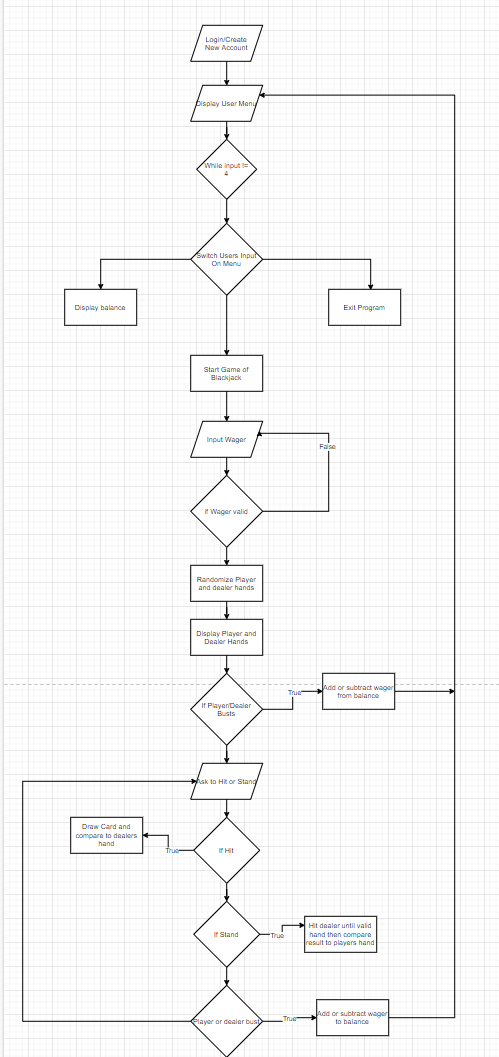 Login/Create
New Account
Display User Menu
While input !=
4
Switch Users Input
On Menu
Display balance
Exit Program
Start Game of
Blackjack
Input Wager
False
If Wager valid
Randomize Player
and dealer hands
Display Player and
Dealer Hands
If Player/Dealer
Busts
True
Add or subtract wager
from balance
Ask to Hit or Stand
Draw Card and
compare to dealers
hand
True
If Hit
If Stand
True
Hit dealer until valid
hand then compare
result to players hand
Player or dealer bust
True
Add or subtract wager
to balance